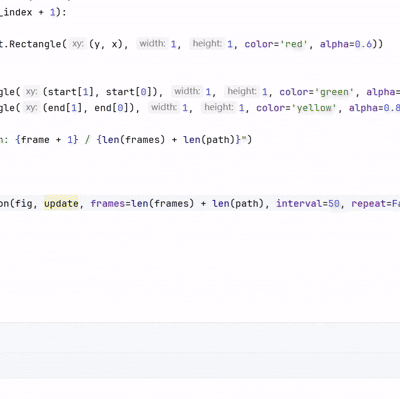 _index + 1):
t.Rectangle( xy: (y, x), width: 1, height: 1, color='red', alpha=0.6))
gle( xy: (start[1], start[0]), width: 1, height: 1, color='green', alpha=
gle( xy: (end[1], end[0]), width: 1, height: 1, color='yellow', alpha=0.8
n: {frame + 1} / {len(frames) + len(path)}")
on(fig, update, frames=len(frames) + len(path), interval=50, repeat=Fa